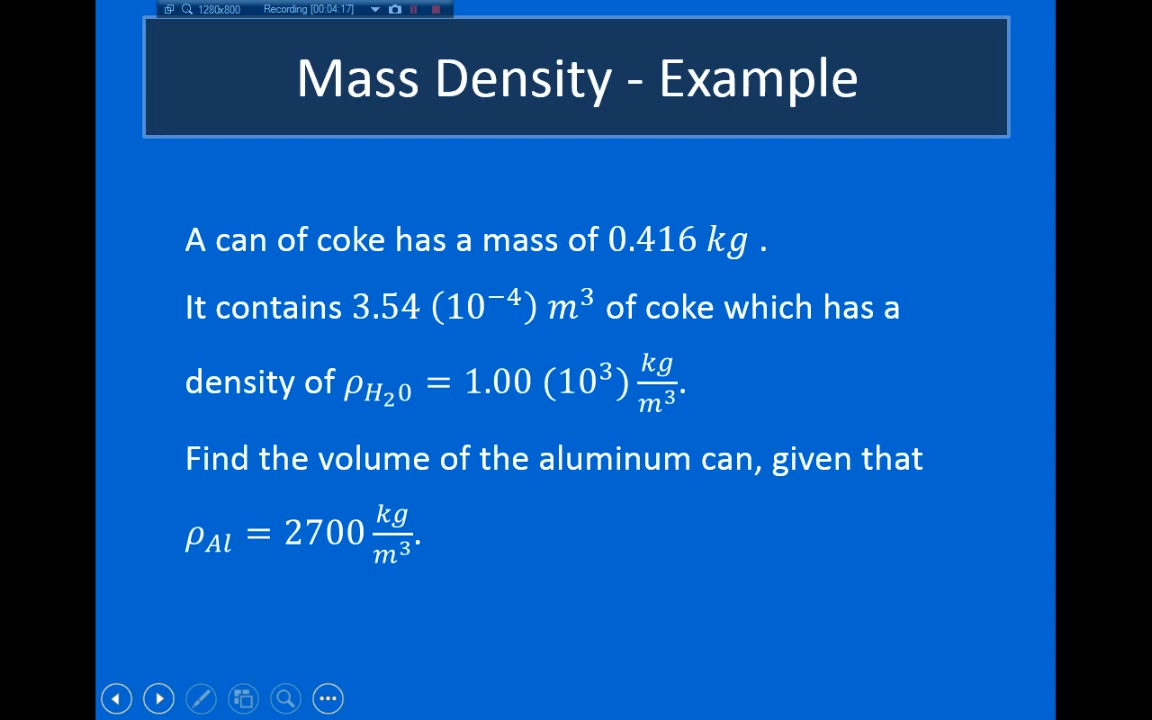 1280x800 Recording [00:04:17]
Mass Density - Example
A can of coke has a mass of 0.416 kg .
It contains 3.54 (10⁻⁴) m³ of coke which has a
density of ρ_H₂0 = 1.00 (10³) kg/m³.
Find the volume of the aluminum can, given that
ρ_Al = 2700 kg/m³.